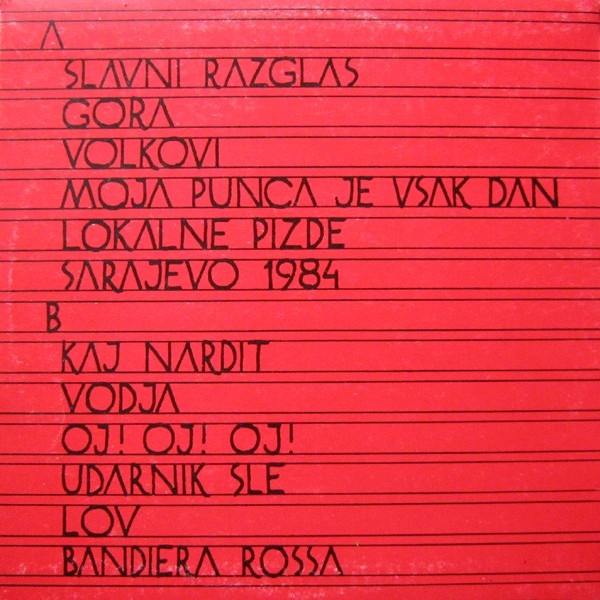 A
SLAVNI RAZGLAS
GORA
VOLKOVI
MOJA PUNCA JE VSAK DAN
LOKALNE PIZDE
SARAJEVO 1984
B
KAJ NARDIT
VODJA
OJ! OJ! OJ!
UDARNIK SLE
LOV
BANDIERA ROSSA